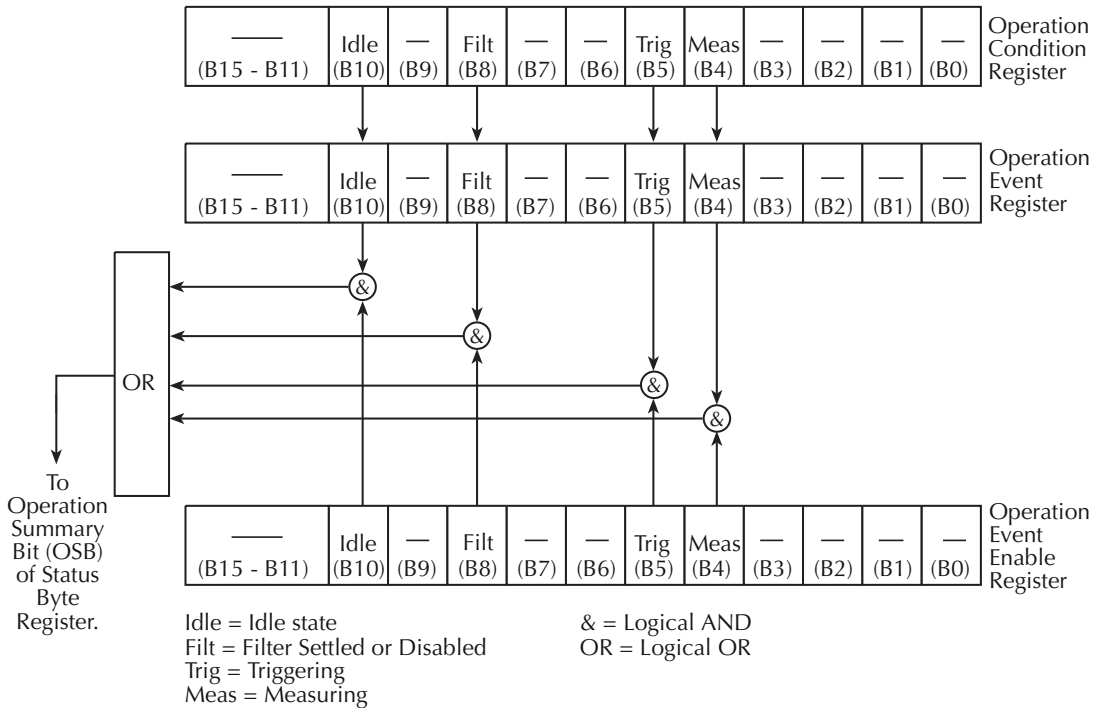 — Idle — Filt — — Trig Meas — — — —
(B15 - B11) (B10) (B9) (B8) (B7) (B6) (B5) (B4) (B3) (B2) (B1) (B0)
Operation
Condition
Register
— Idle — Filt — — Trig Meas — — — —
(B15 - B11) (B10) (B9) (B8) (B7) (B6) (B5) (B4) (B3) (B2) (B1) (B0)
Operation
Event
Register
&
&
OR
&
&
To
Operation
Summary
Bit (OSB)
of Status
Byte
Register.
— Idle — Filt — — Trig Meas — — — —
(B15 - B11) (B10) (B9) (B8) (B7) (B6) (B5) (B4) (B3) (B2) (B1) (B0)
Operation
Event
Enable
Register
Idle = Idle state
Filt = Filter Settled or Disabled
Trig = Triggering
Meas = Measuring
& = Logical AND
OR = Logical OR